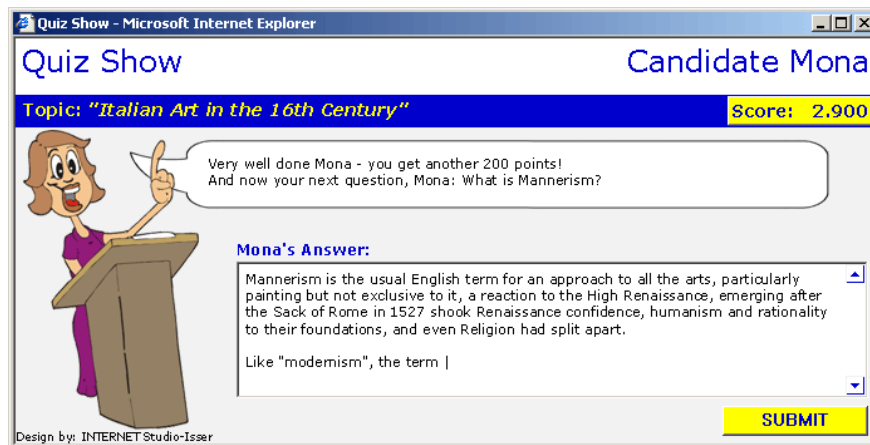 Quiz Show - Microsoft Internet Explorer
Quiz Show
Candidate Mona
Topic: "Italian Art in the 16th Century"
Score: 2.900
Very well done Mona - you get another 200 points!
And now your next question, Mona: What is Mannerism?
Mona's Answer:
Mannerism is the usual English term for an approach to all the arts, particularly
painting but not exclusive to it, a reaction to the High Renaissance, emerging after
the Sack of Rome in 1527 shook Renaissance confidence, humanism and rationality
to their foundations, and even Religion had split apart.
Like "modernism", the term
SUBMIT
Design by: INTERNET Studio-Isser